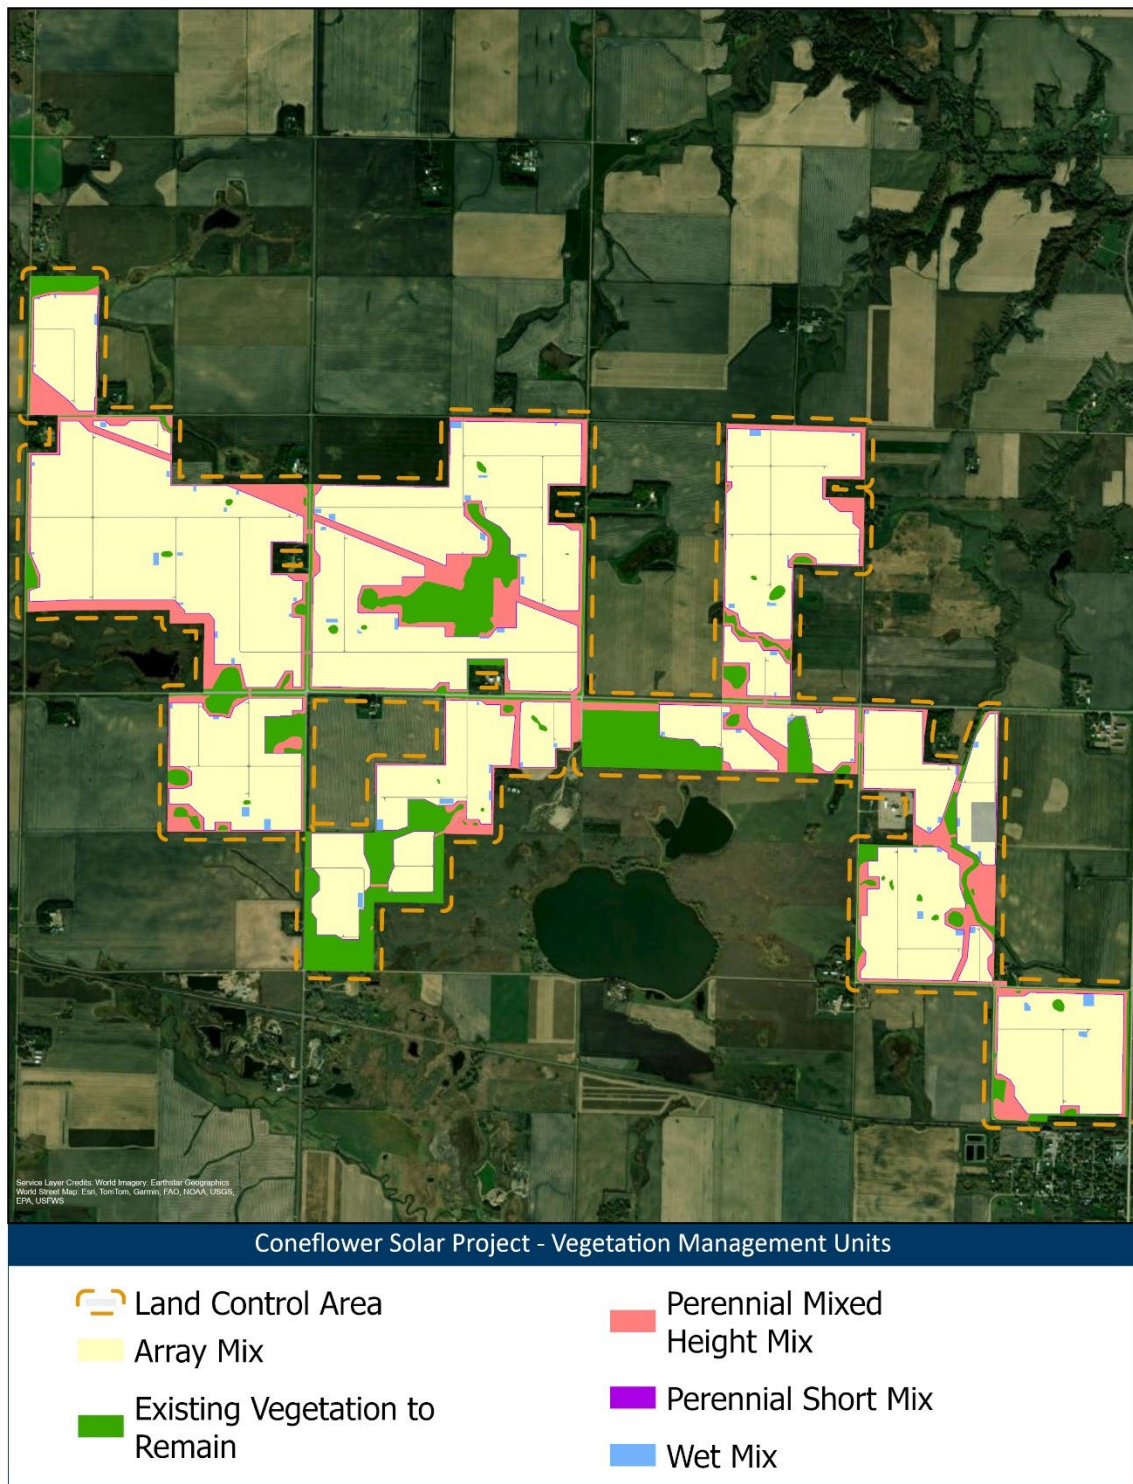 Service Layer Credits: World Imagery: Earthstar Geographics
World Street Map: Esri, TomTom, Garmin, FAO, NOAA, USGS,
EPA, USFWS
Coneflower Solar Project - Vegetation Management Units
Land Control Area
Array Mix
Existing Vegetation to
Remain
Perennial Mixed
Height Mix
Perennial Short Mix
Wet Mix